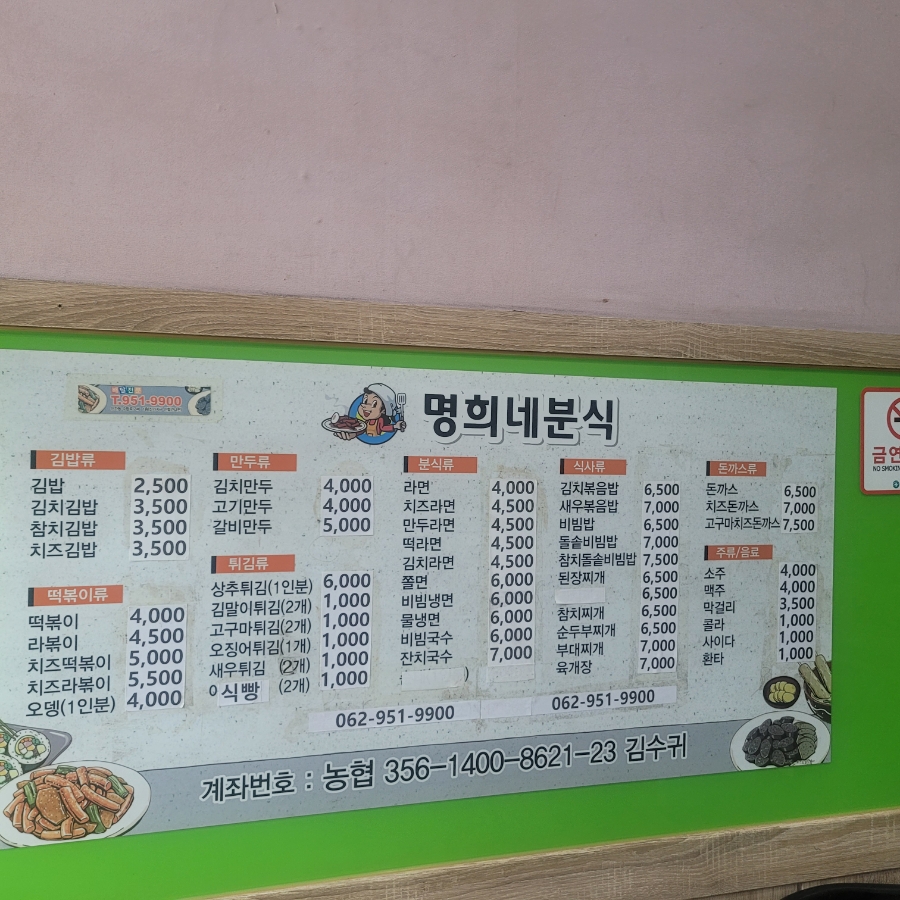 T.951-9900
명희네분식
김밥류
김밥 2,500
김치김밥 3,500
참치김밥 3,500
치즈김밥 3,500
떡볶이류
떡볶이 4,000
라볶이 4,500
치즈떡볶이 5,000
치즈라볶이 5,500
오뎅(1인분) 4,000
만두류
김치만두 4,000
고기만두 4,000
갈비만두 5,000
튀김류
상추튀김(1인분) 6,000
김말이튀김(2개) 1,000
고구마튀김(2개) 1,000
오징어튀김(1개) 1,000
새우튀김 (2개) 1,000
식빵 (2개) 1,000
분식류
라면 4,000
치즈라면 4,500
만두라면 4,500
떡라면 4,500
김치라면 4,500
쫄면 6,000
비빔냉면 6,000
물냉면 6,000
비빔국수 6,000
잔치국수 7,000
)
식사류
김치볶음밥 6,500
새우볶음밥 7,000
비빔밥 6,500
돌솥비빔밥 7,000
참치돌솥비빔밥 7,500
된장찌개 6,500
6,500
참치찌개 6,500
순두부찌개 6,500
부대찌개 7,000
육개장 7,000
돈까스류
돈까스 6,500
치즈돈까스 7,000
고구마치즈돈까스 7,500
주류/음료
소주 4,000
맥주 4,000
막걸리 3,500
콜라 1,000
사이다 1,000
환타 1,000
062-951-9900
062-951-9900
계좌번호 : 농협 356-1400-8621-23 김수귀
금연
NO SMOKING